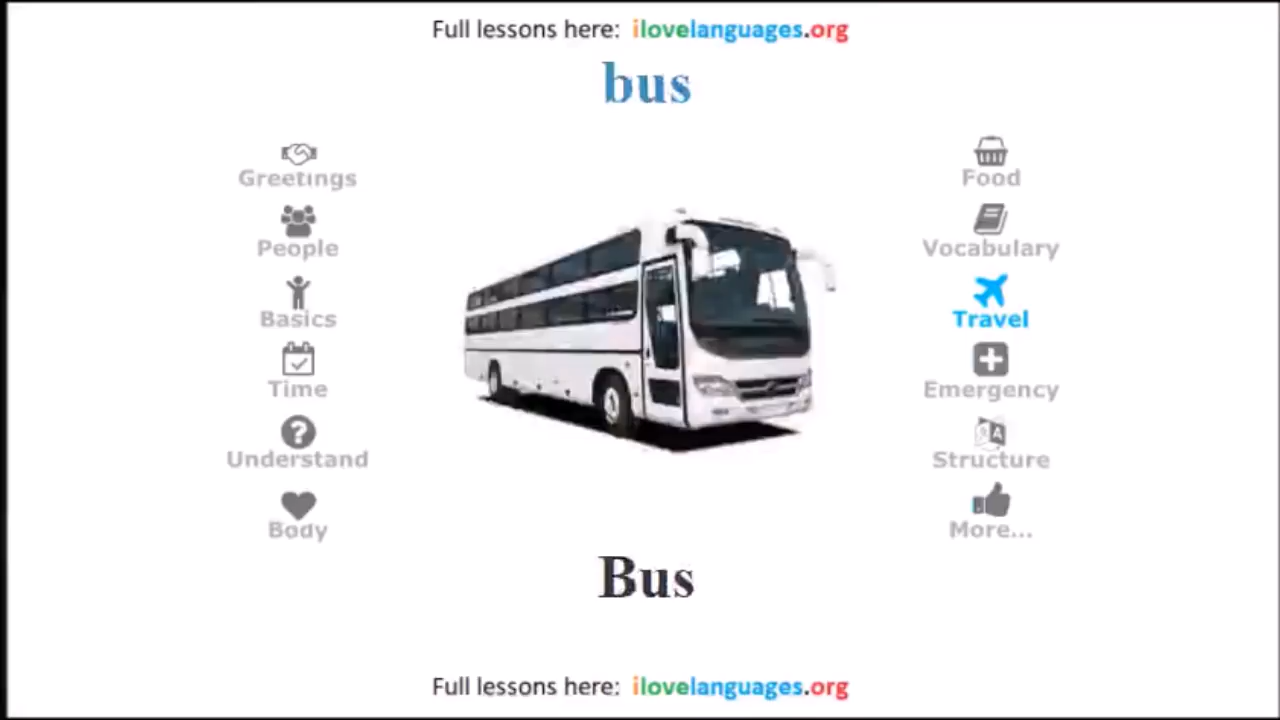 Full lessons here: ilovelanguages.org
bus
Greetings
People
Basics
Time
Understand
Body
Food
Vocabulary
Travel
Emergency
Structure
More...
Bus
Full lessons here: ilovelanguages.org